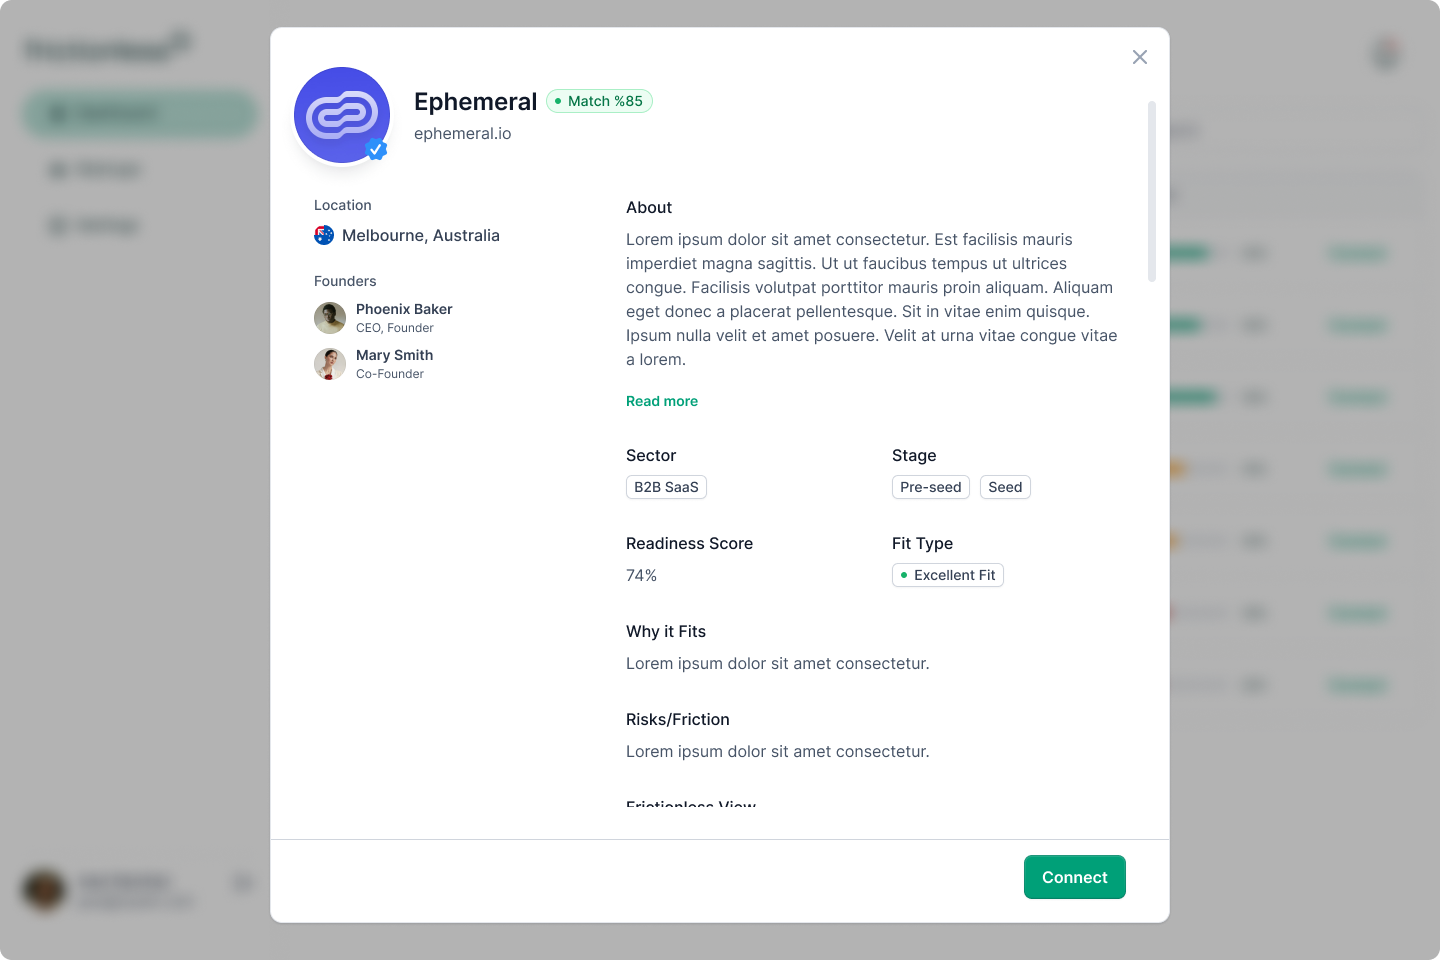 Ephemeral
Match %85
ephemeral.io
Location
Melbourne, Australia
Founders
Phoenix Baker
CEO, Founder
Mary Smith
Co-Founder
About
Lorem ipsum dolor sit amet consectetur. Est facilisis mauris
imperdiet magna sagittis. Ut ut faucibus tempus ut ultrices
congue. Facilisis volutpat porttitor mauris proin aliquam. Aliquam
eget donec a placerat pellentesque. Sit in vitae enim quisque.
Ipsum nulla velit et amet posuere. Velit at urna vitae congue vitae
a lorem.
Read more
Sector
B2B SaaS
Stage
Pre-seed Seed
Readiness Score
74%
Fit Type
Excellent Fit
Why it Fits
Lorem ipsum dolor sit amet consectetur.
Risks/Friction
Lorem ipsum dolor sit amet consectetur.
Frictionless View
Connect